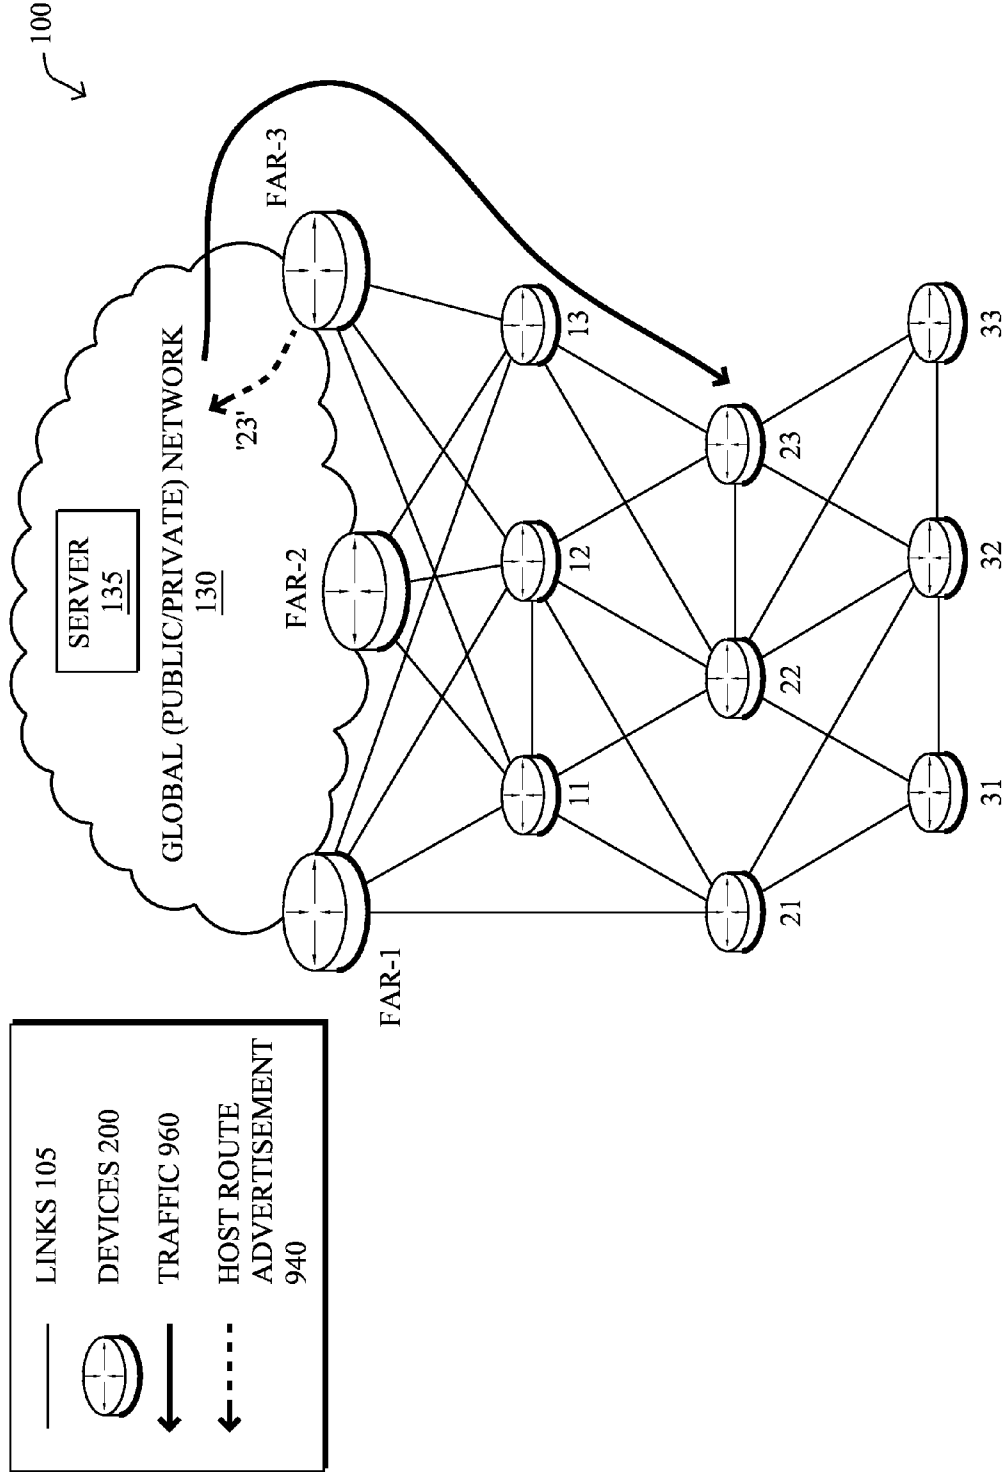 100
SERVER
135
GLOBAL (PUBLIC/PRIVATE) NETWORK
130
'23'
FAR-1
FAR-2
FAR-3
11
12
13
21
22
23
31
32
33
LINKS 105
DEVICES 200
TRAFFIC 960
HOST ROUTE
ADVERTISEMENT
940